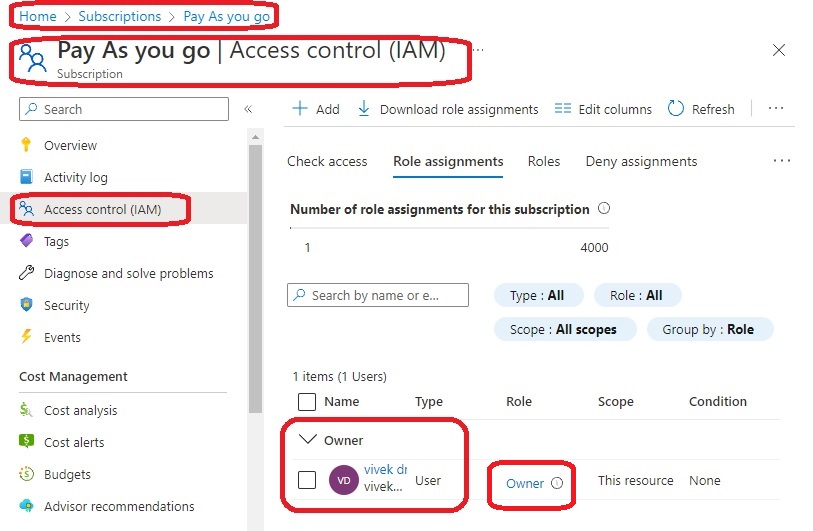 Home > Subscriptions > Pay As you go
Pay As you go | Access control (IAM) ...
Subscription
Search
Add Download role assignments Edit columns Refresh ...
Overview
Activity log
Access control (IAM)
Tags
Diagnose and solve problems
Security
Events
Cost Management
Cost analysis
Cost alerts
Budgets
Advisor recommendations
Check access Role assignments Roles Deny assignments ...
Number of role assignments for this subscription
1 4000
Search by name or e...
Type : All Role : All
Scope : All scopes Group by : Role
1 items (1 Users)
Name Type Role Scope Condition
Owner
VD vivek dr User Owner This resource None
vivek...